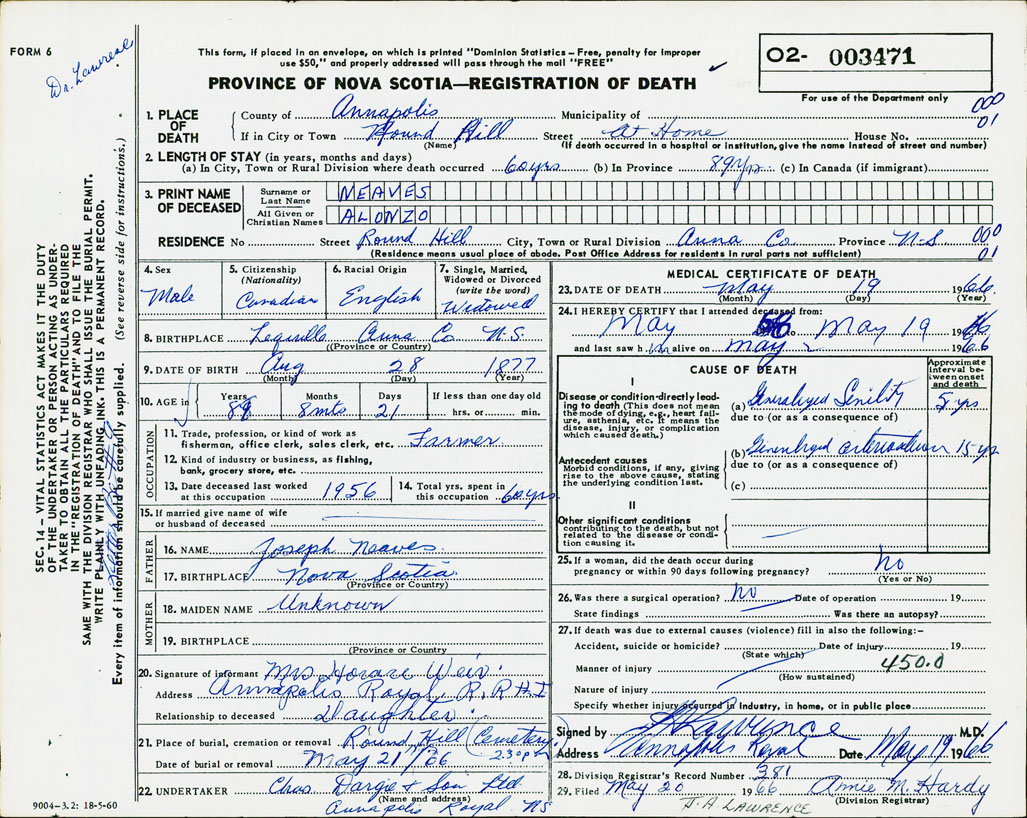 FORM 6
Dr. Lawrence
This form, if placed in an envelope, on which is printed "Dominion Statistics – Free, penalty for improper
use $50," and properly addressed will pass through the mail "FREE"
PROVINCE OF NOVA SCOTIA—REGISTRATION OF DEATH
O2- 003471
For use of the Department only
000
01
1. PLACE OF DEATH
County of Annapolis Municipality of
If in City or Town Round Hill Street At Home House No.
(Name) (If death occurred in a hospital or institution, give the name instead of street and number)
2. LENGTH OF STAY (in years, months and days)
(a) In City, Town or Rural Division where death occurred 60 yrs (b) In Province 89 yrs. (c) In Canada (if immigrant)
3. PRINT NAME OF DECEASED
Surname or Last Name NEAVES
All Given or Christian Names ALONZO
RESIDENCE No Street Round Hill City, Town or Rural Division Anna Co. Province N-S 000
(Residence means usual place of abode. Post Office Address for residents in rural parts not sufficient) 01
4. Sex
Male
5. Citizenship
(Nationality)
Canadian
6. Racial Origin
English
7. Single, Married,
Widowed or Divorced
(write the word)
Widowed
8. BIRTHPLACE Lequille Anna Co N.S.
(Province or Country)
9. DATE OF BIRTH Aug 28 1877
(Month) (Day) (Year)
10. AGE in
Years Months Days If less than one day old
8 mts 21 hrs. or min.
OCCUPATION
11. Trade, profession, or kind of work as
fisherman, office clerk, sales clerk, etc. Farmer
12. Kind of industry or business, as fishing,
bank, grocery store, etc.
13. Date deceased last worked
at this occupation 1956
14. Total yrs. spent in
this occupation 60 yrs
15. If married give name of wife
or husband of deceased
FATHER
16. NAME Joseph Neaves
17. BIRTHPLACE Nova Scotia
(Province or Country)
MOTHER
18. MAIDEN NAME Unknown
19. BIRTHPLACE
(Province or Country)
20. Signature of informant Mrs Horace Weir
Address Annapolis Royal, R.R #1
Relationship to deceased Daughter
21. Place of burial, cremation or removal Round Hill (Cemetery
Date of burial or removal May 21/66 2.30 pm
22. UNDERTAKER Chas. Dargie & Son Ltd.
(Name and address)
Annapolis Royal NS
MEDICAL CERTIFICATE OF DEATH
23. DATE OF DEATH May 19 1966
(Month) (Day) (Year)
24. I HEREBY CERTIFY that I attended deceased from:
May to May 19 1966
and last saw him alive on May 2 1966
CAUSE OF DEATH
Approximate
interval be-
tween onset
and death
I
Disease or condition directly lead-
ing to death (This does not mean
the mode of dying, e.g., heart fail-
ure, asthenia, etc. It means the
disease, injury, or complication
which caused death.)
(a) Generalized Senility 5 yrs
due to (or as a consequence of)
Antecedent causes
Morbid conditions, if any, giving
rise to the above cause, stating
the underlying condition last.
(b) Generalized 15 yrs
due to (or as a consequence of)
(c)
II
Other significant conditions
contributing to the death, but not
related to the disease or condi-
tion causing it.
25. If a woman, did the death occur during
pregnancy or within 90 days following pregnancy? No
(Yes or No)
26. Was there a surgical operation? No Date of operation 19
State findings Was there an autopsy?
27. If death was due to external causes (violence) fill in also the following:–
Accident, suicide or homicide? Date of injury 19
(State which)
Manner of injury 450.0
(How sustained)
Nature of injury
Specify whether injury occurred in industry, in home, or in public place
Signed by Lawrence M.D.
Address Annapolis Royal Date May 19 1966
28. Division Registrar's Record Number 381
29. Filed May 20 1966 Annie M. Hardy
(Division Registrar)
LAWRENCE
SEC. 14 – VITAL STATISTICS ACT MAKES IT THE DUTY
OF THE UNDERTAKER OR PERSON ACTING AS UNDER-
TAKER TO OBTAIN ALL THE PARTICULARS REQUIRED
IN THE "REGISTRATION OF DEATH" AND TO FILE THE
SAME WITH THE DIVISION REGISTRAR WHO SHALL ISSUE THE BURIAL PERMIT.
WRITE PLAINLY WITH UNFADING INK. THIS IS A PERMANENT RECORD.
Every item of information should be carefully supplied. (See reverse side for instructions.)
9004-3.2: 18-5-60